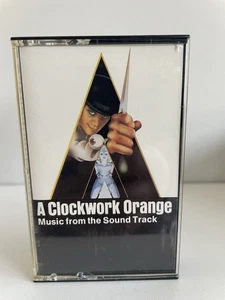 A Clockwork Orange
Music from the Sound Track